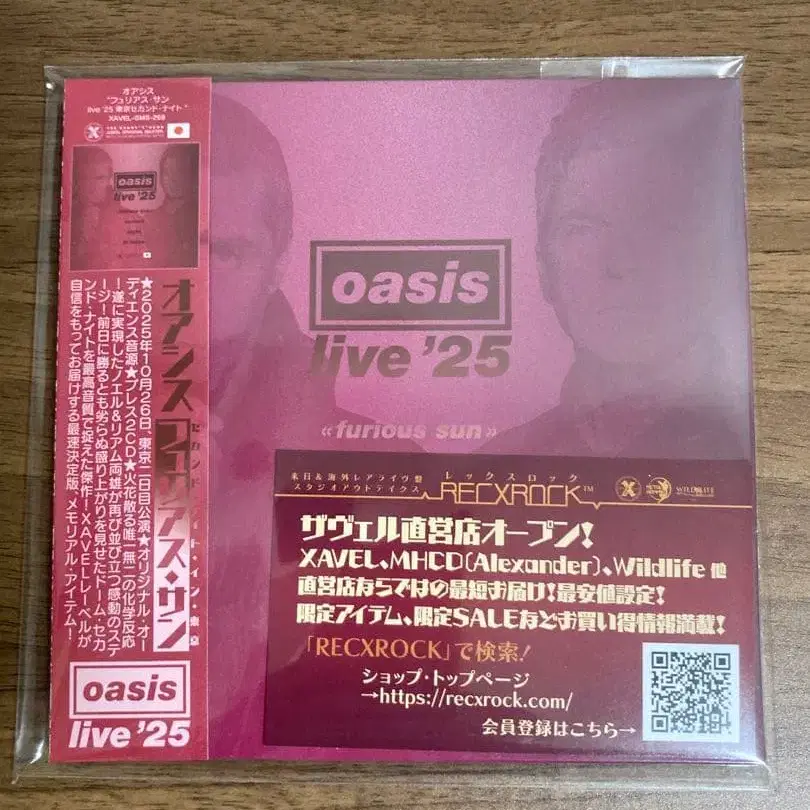 オアシス
"フュリアス・サン
live '25 東京セカンド・ナイト"
XAVEL-SMS-268
oasis
live '25
★2025年10月26日、東京二日目公演★オリジナル・オー
ディエンス音源★プレス2CD★火花散る唯一無二の化学反応
！遂に実現したノエル&リアム両雄が再び並び立つ感動のステ
ージ！前日に勝るとも劣らぬ盛り上がりを見せたドーム・セカ
ンド・ナイトを最高音質で捉えた傑作！XAVELレーベルが
自信をもってお届けする最速決定版、メモリアル・アイテム！
オアシス フュリアス・サン
セカンド・ナイト・イン・東京
oasis
live '25
oasis
live '25
«furious sun»
来日&海外レアライヴ盤
スタジオアウトテイクス
レックスロック
RECXROCK™
WILDLIFE
ザヴェル直営店オープン!
XAVEL、MHCD(Alexander)、Wildlife 他
直営店ならではの最短お届け!最安値設定!
限定アイテム、限定SALEなどお買い得情報満載!
「RECXROCK」で検索!
ショップ・トップページ
→https://recxrock.com/
会員登録はこちら→